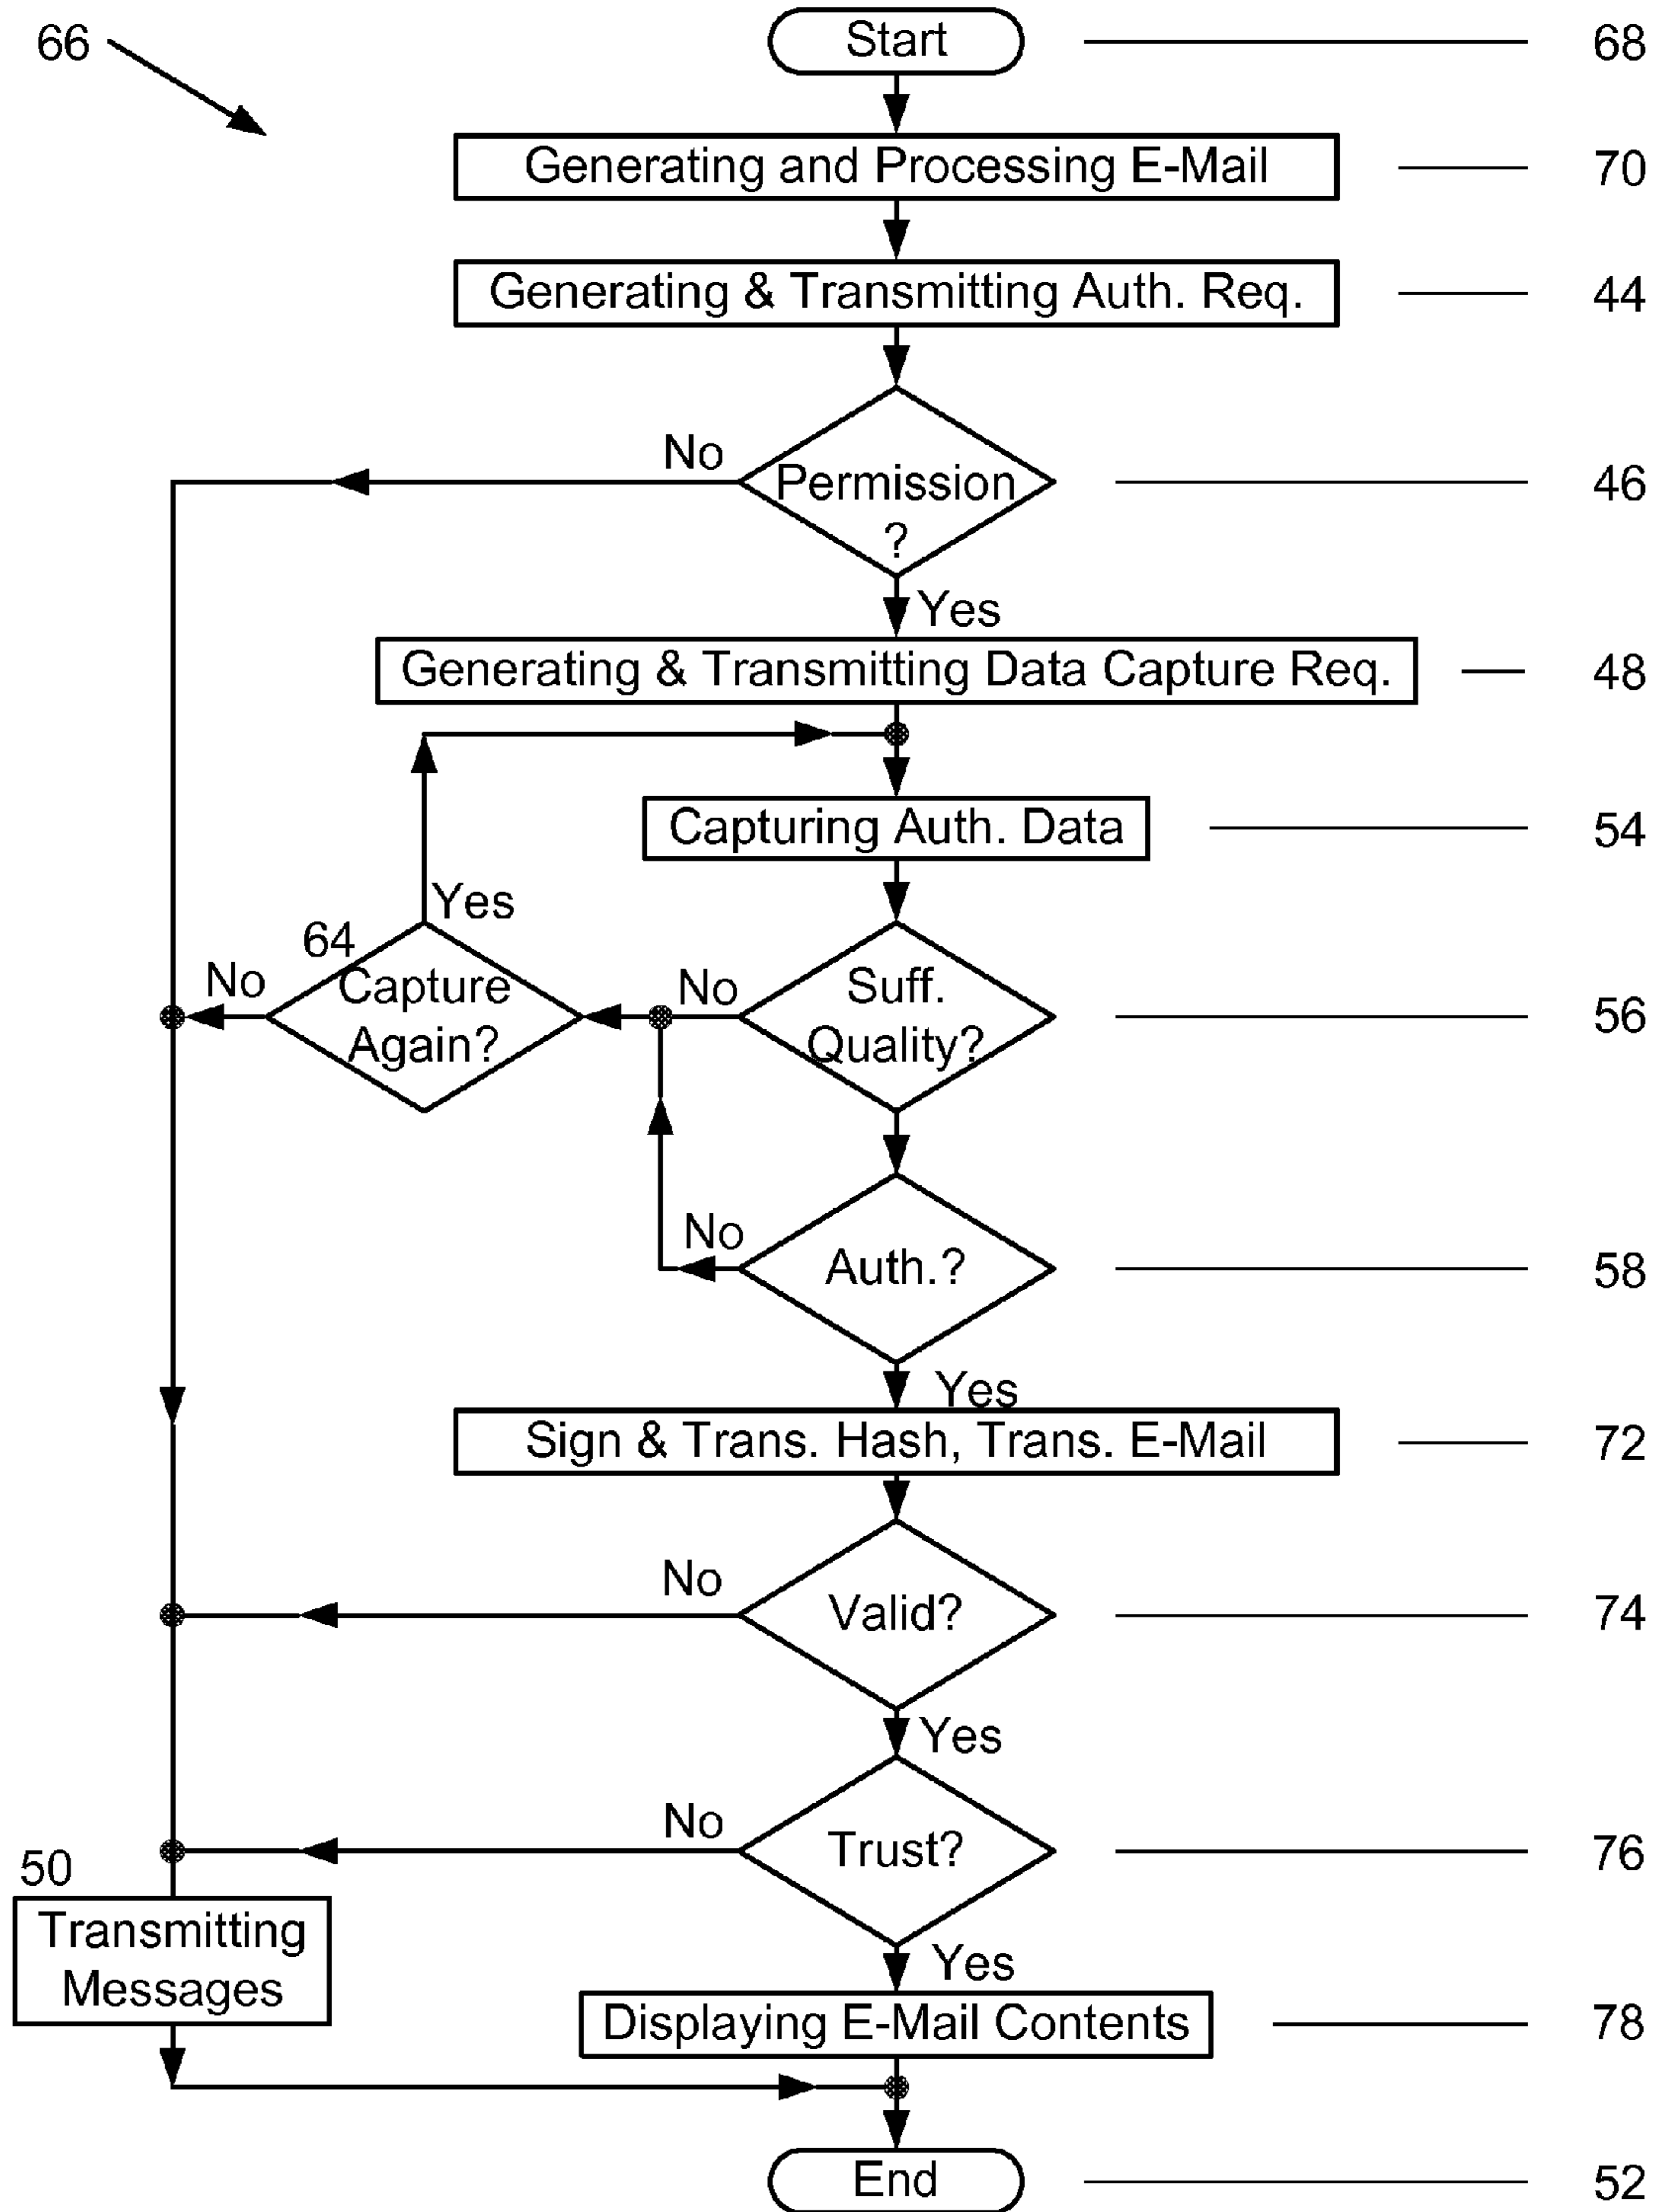 66
Start
68
Generating and Processing E-Mail
70
Generating & Transmitting Auth. Req.
44
No
Permission
?
46
Yes
Generating & Transmitting Data Capture Req.
48
Capturing Auth. Data
54
Yes
64
No
Capture
Again?
No
Suff.
Quality?
56
No
Auth.?
58
Yes
Sign & Trans. Hash, Trans. E-Mail
72
No
Valid?
74
Yes
No
Trust?
76
50
Transmitting
Messages
Yes
Displaying E-Mail Contents
78
End
52